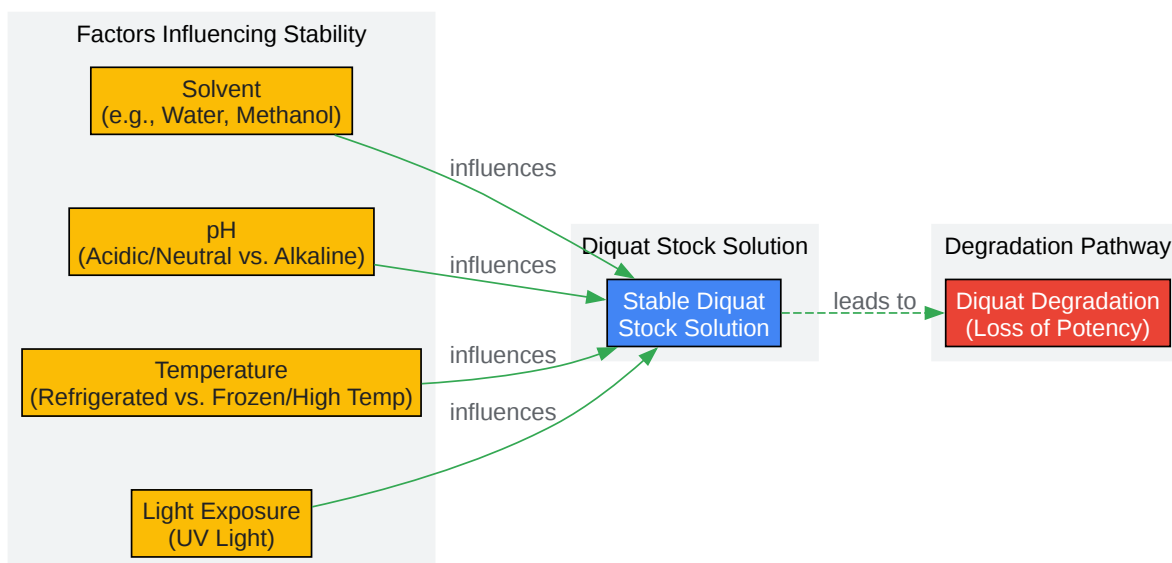 Factors Influencing Stability
Solvent
(e.g., Water, Methanol)
influences
pH
(Acidic/Neutral vs. Alkaline)
influences
Temperature
(Refrigerated vs. Frozen/High Temp)
influences
Light Exposure
(UV Light)
influences
Diquat Stock Solution
Stable Diquat
Stock Solution
leads to
Degradation Pathway
Diquat Degradation
(Loss of Potency)